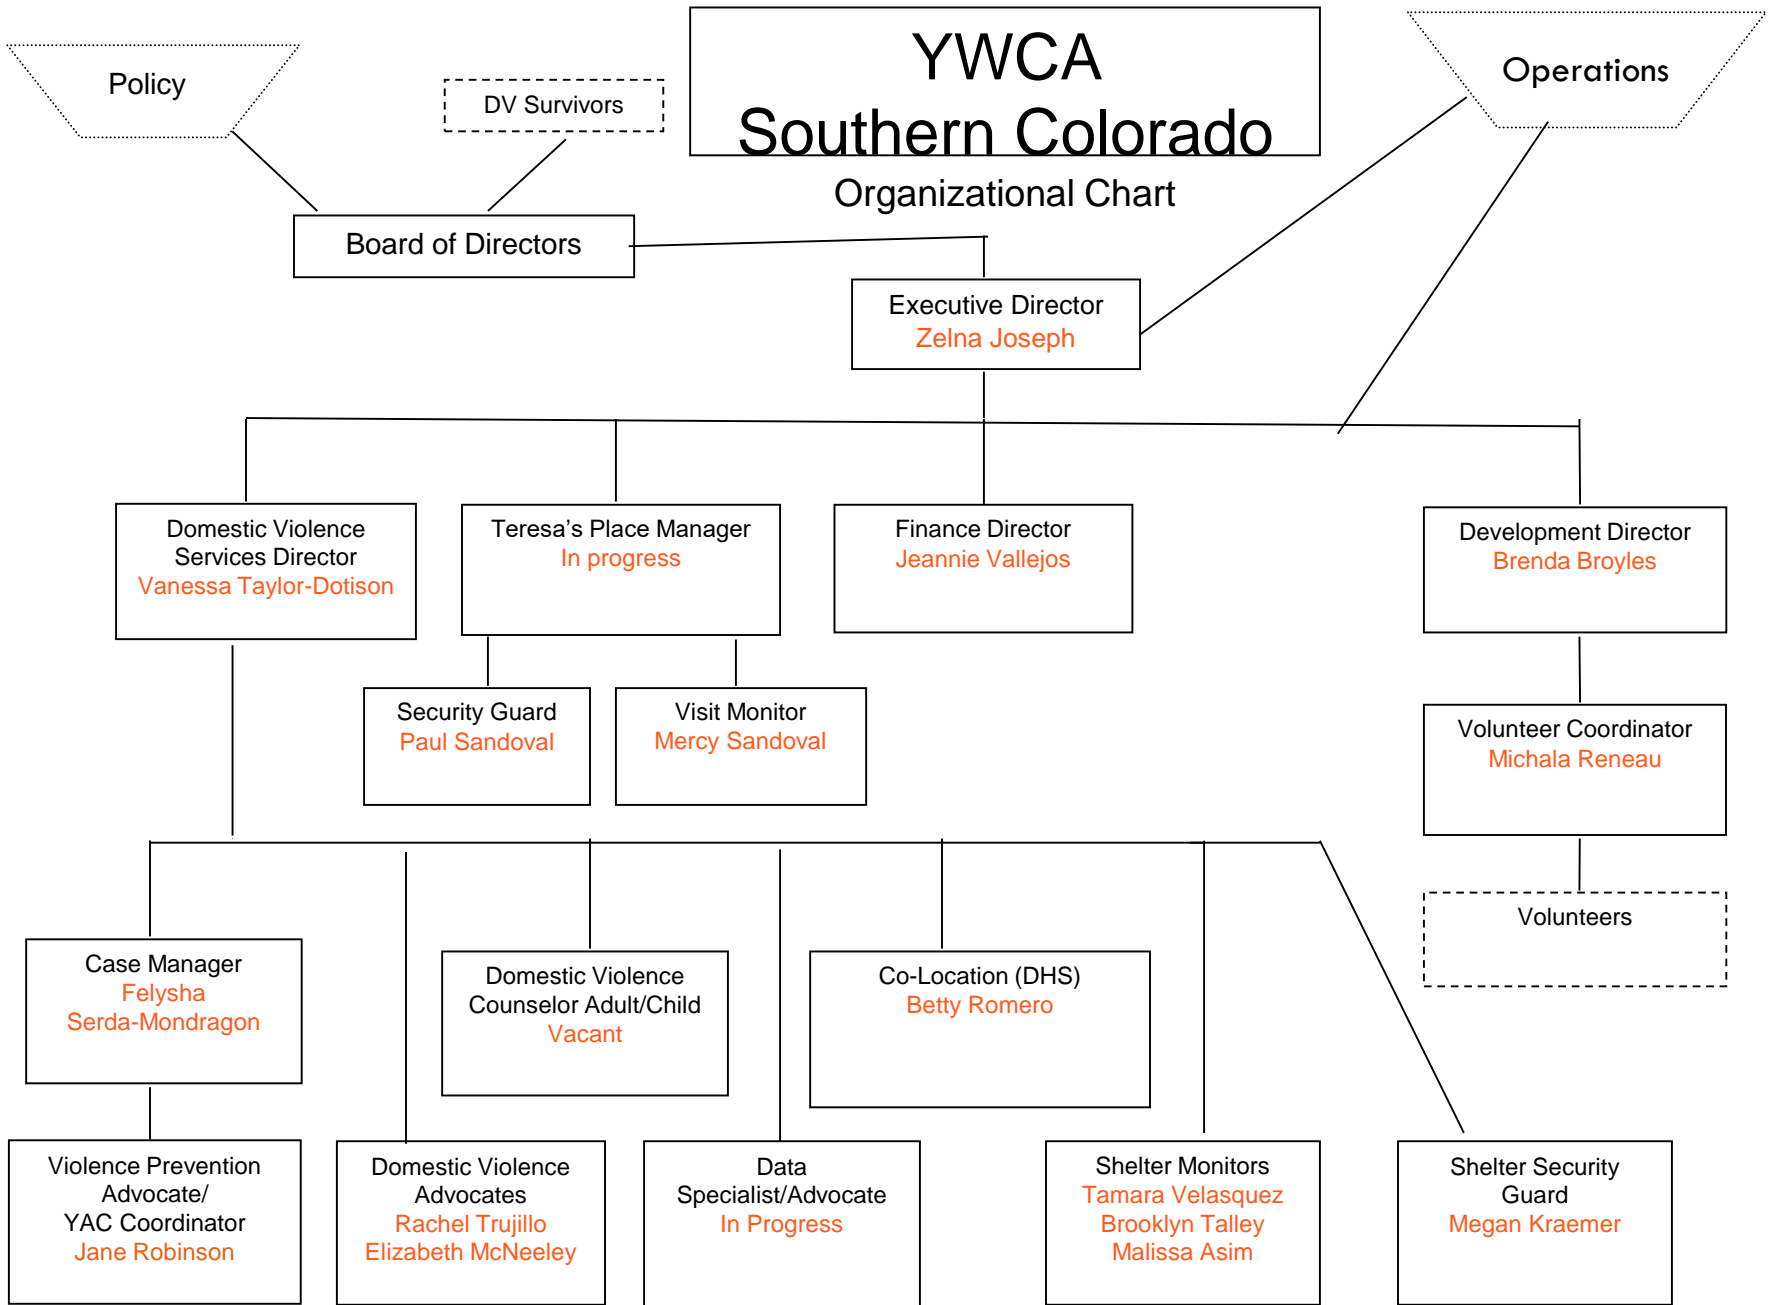 Policy
DV Survivors
YWCA
Southern Colorado
Operations
Organizational Chart
Board of Directors
Executive Director
Zelna Joseph
Domestic Violence
Services Director
Vanessa Taylor-Dotison
Teresa’s Place Manager
In progress
Finance Director
Jeannie Vallejos
Development Director
Brenda Broyles
Security Guard
Paul Sandoval
Visit Monitor
Mercy Sandoval
Volunteer Coordinator
Michala Reneau
Volunteers
Case Manager
Felysha
Serda-Mondragon
Domestic Violence
Counselor Adult/Child
Vacant
Co-Location (DHS)
Betty Romero
Violence Prevention
Advocate/
YAC Coordinator
Jane Robinson
Domestic Violence
Advocates
Rachel Trujillo
Elizabeth McNeeley
Data
Specialist/Advocate
In Progress
Shelter Monitors
Tamara Velasquez
Brooklyn Talley
Malissa Asim
Shelter Security
Guard
Megan Kraemer